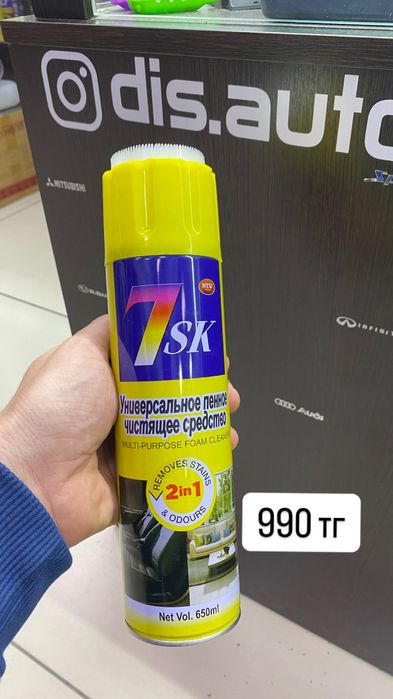 dis.auto
MITSUBISHI
SUBARU
INFINITI
Audi
NEW
7SK
Универсальное пенное
чистящее средство
MULTI-PURPOSE FOAM CLEANER
REMOVES STAINS
2in1
& ODOURS
990 тг
Net Vol. 650ml